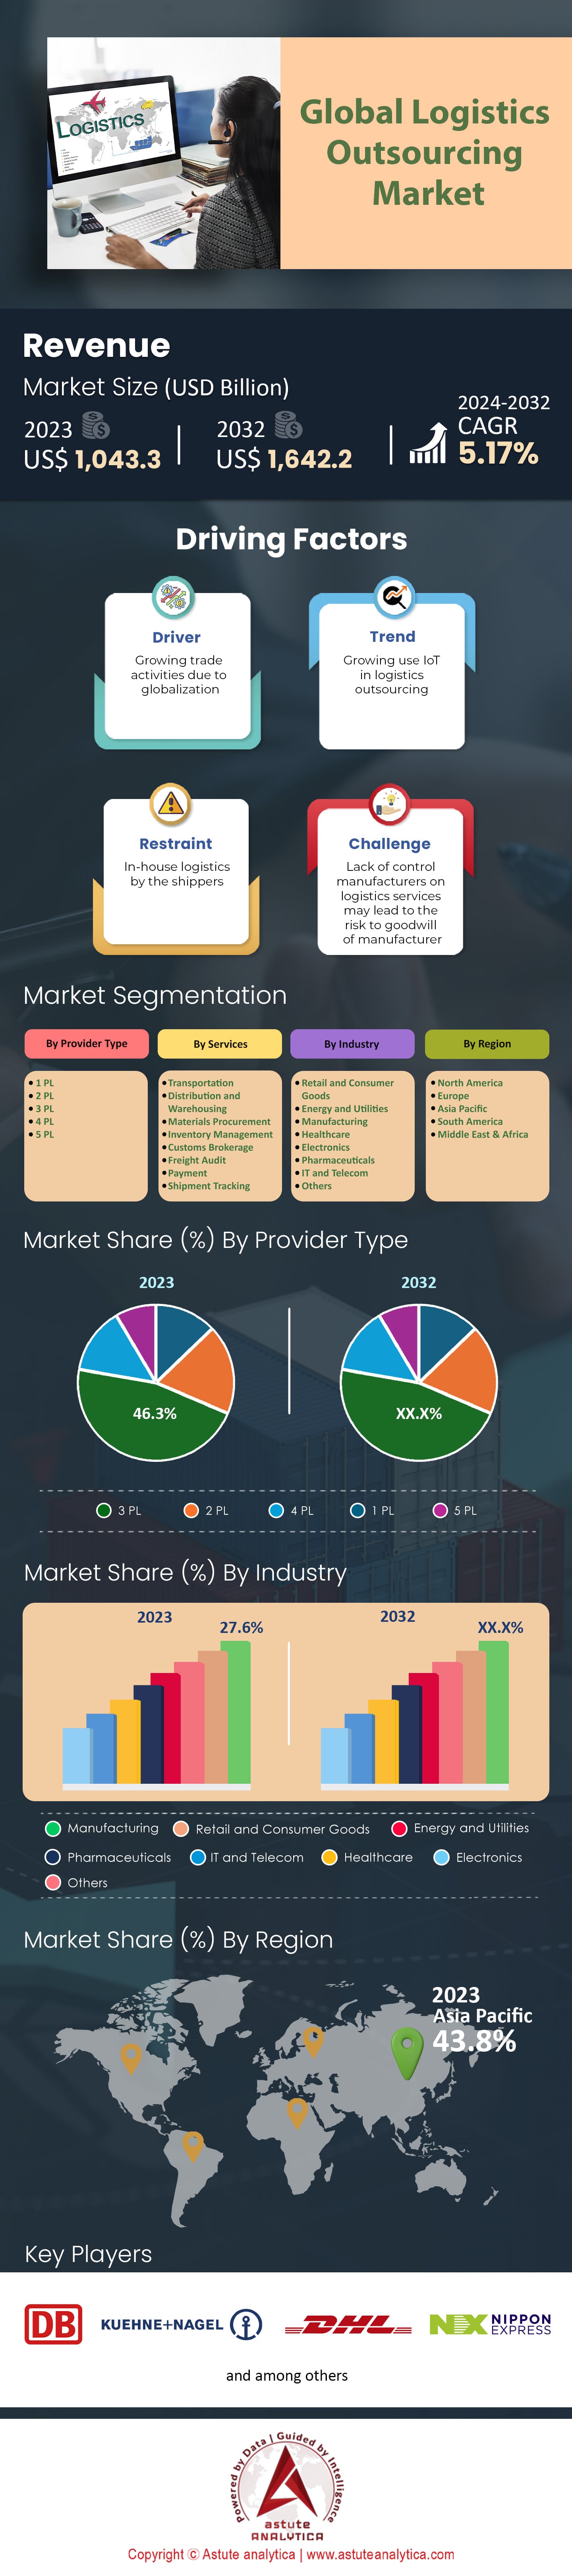 LOGISTICS
Global Logistics
Outsourcing
Market
Revenue
Market Size (USD Billion)
2023
US$ 1,043.3
2032
US$ 1,642.2
2024-2032
CAGR
5.17%
Driving Factors
Driver
Growing trade
activities due to
globalization
Trend
Growing use IoT
in logistics
outsourcing
Restraint
In-house logistics
by the shippers
Challenge
Lack of control
manufacturers on
logistics services
may lead to the
risk to goodwill
of manufacturer
Market Segmentation
By Provider Type
1 PL
2 PL
3 PL
4 PL
5 PL
By Services
Transportation
Distribution and
Warehousing
Materials Procurement
Inventory Management
Customs Brokerage
Freight Audit
Payment
Shipment Tracking
By Industry
Retail and Consumer
Goods
Energy and Utilities
Manufacturing
Healthcare
Electronics
Pharmaceuticals
IT and Telecom
Others
By Region
North America
Europe
Asia Pacific
South America
Middle East & Africa
Market Share (%) By Provider Type
2023
46.3%
2032
XX.X%
3 PL
2 PL
4 PL
1 PL
5 PL
Market Share (%) By Industry
2023
27.6%
2032
XX.X%
Manufacturing
Retail and Consumer Goods
Energy and Utilities
Pharmaceuticals
IT and Telecom
Healthcare
Electronics
Others
Market Share (%) By Region
2023
Asia Pacific
43.8%
Key Players
DB
KUEHNE+NAGEL
DHL
NX NIPPON
EXPRESS
and among others
Powered by Data | Guided by Intelligence
astute
ANALYTICA
Copyright © Astute analytica | www.astuteanalytica.com